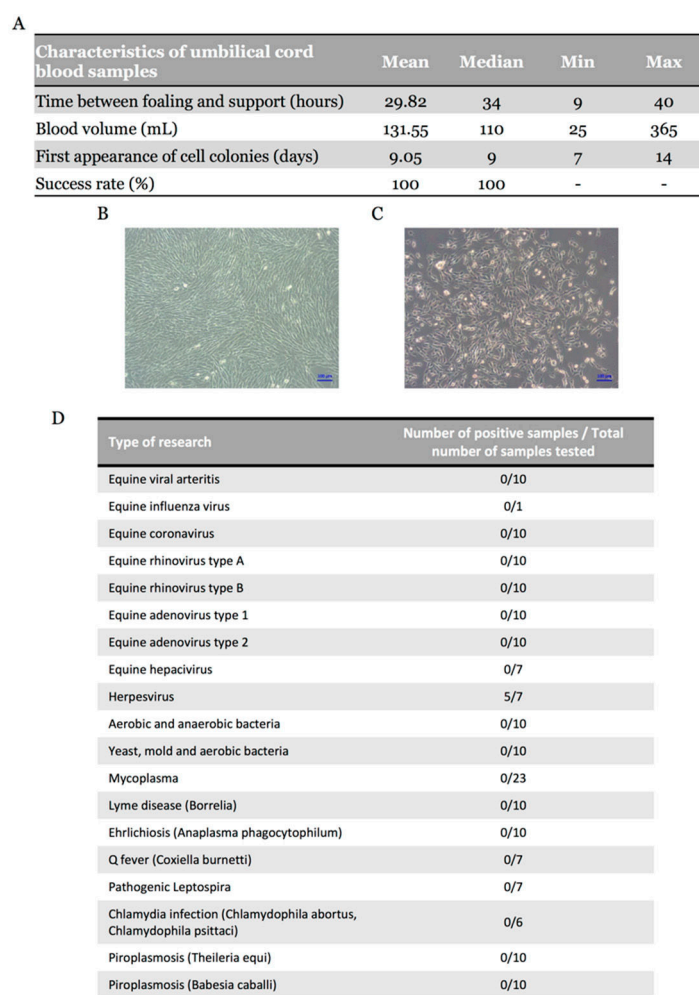 A
Characteristics of umbilical cord
blood samples
Mean Median Min Max
Time between foaling and support (hours) 29.82 34 9 40
Blood volume (mL) 131.55 110 25 365
First appearance of cell colonies (days) 9.05 9 7 14
Success rate (%) 100 100 - -
B C
D
Type of research
Number of positive samples / Total
number of samples tested
Equine viral arteritis 0/10
Equine influenza virus 0/1
Equine coronavirus 0/10
Equine rhinovirus type A 0/10
Equine rhinovirus type B 0/10
Equine adenovirus type 1 0/10
Equine adenovirus type 2 0/10
Equine hepacivirus 0/7
Herpesvirus 5/7
Aerobic and anaerobic bacteria 0/10
Yeast, mold and aerobic bacteria 0/10
Mycoplasma 0/23
Lyme disease (Borrelia) 0/10
Ehrlichiosis (Anaplasma phagocytophilum) 0/10
Q fever (Coxiella burnetti) 0/7
Pathogenic Leptospira 0/7
Chlamydia infection (Chlamydophila abortus,
Chlamydophila psittaci) 0/6
Piroplasmosis (Theileria equi) 0/10
Piroplasmosis (Babesia caballi) 0/10